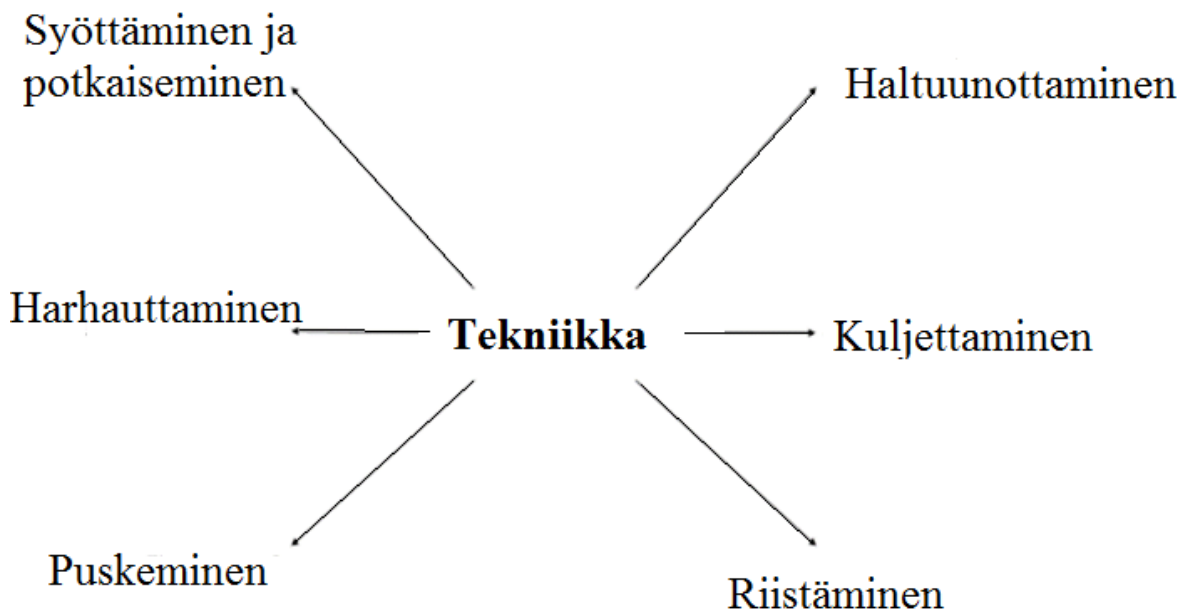 Syöttäminen ja
potkaiseminen
Haltuunottaminen
Harhauttaminen
Tekniikka
Kuljettaminen
Puskeminen
Riistäminen